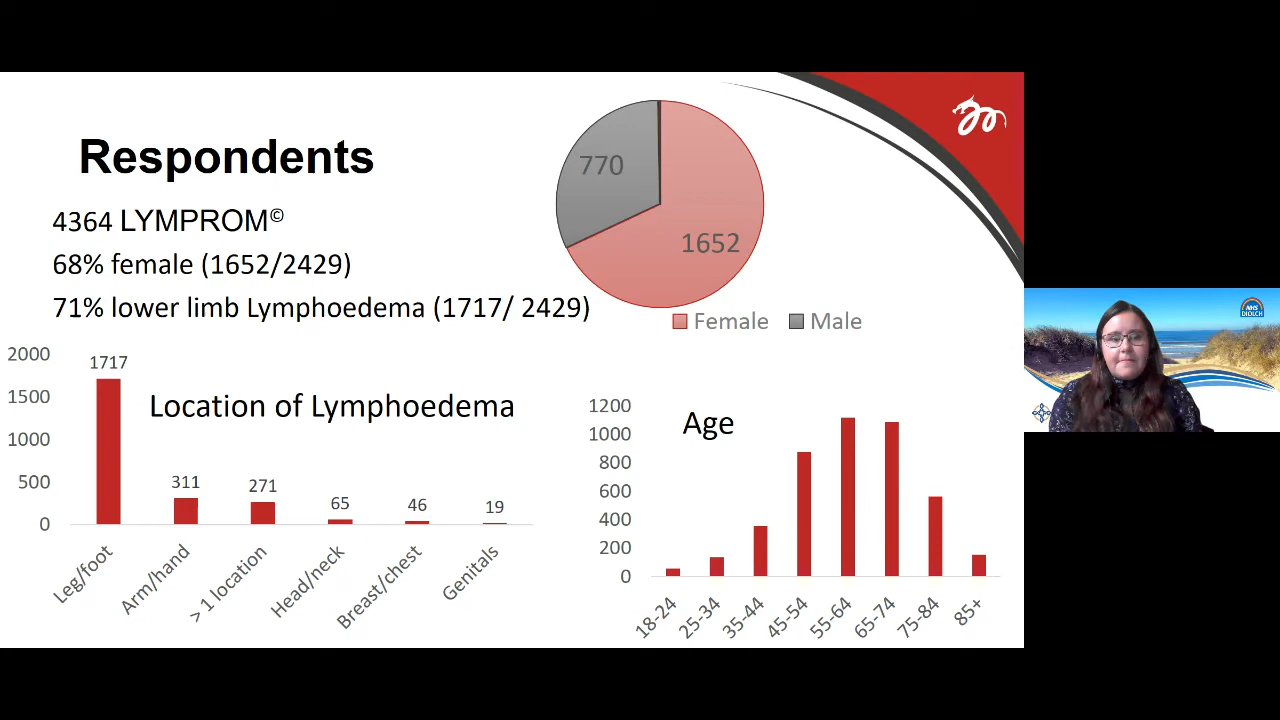 Respondents
4364 LYMPROM©
68% female (1652/2429)
71% lower limb Lymphoedema (1717/ 2429)
770
1652
Female Male
Location of Lymphoedema
2000
1500
1000
500
0
1717
311
271
65
46
19
Leg/foot
Arm/hand
> 1 location
Head/neck
Breast/chest
Genitals
Age
1200
1000
800
600
400
200
0
18-24
25-34
35-44
45-54
55-64
65-74
75-84
85+
NHS
DIOLCH